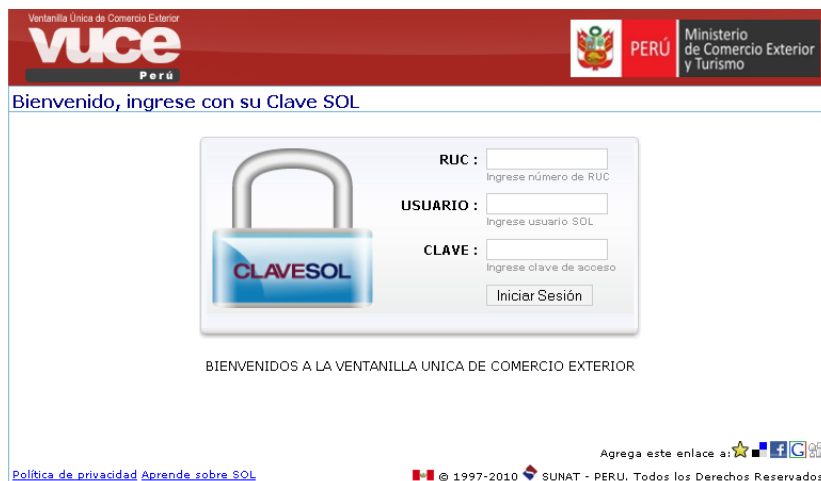 Ventanilla Única de Comercio Exterior
vuce
Perú
PERÚ
Ministerio
de Comercio Exterior
y Turismo
Bienvenido, ingrese con su Clave SOL
RUC :
Ingrese número de RUC
USUARIO :
Ingrese usuario SOL
CLAVE :
Ingrese clave de acceso
CLAVESOL
Iniciar Sesión
BIENVENIDOS A LA VENTANILLA UNICA DE COMERCIO EXTERIOR
Agrega este enlace a:
Política de privacidad Aprende sobre SOL
© 1997-2010 SUNAT - PERU. Todos los Derechos Reservados